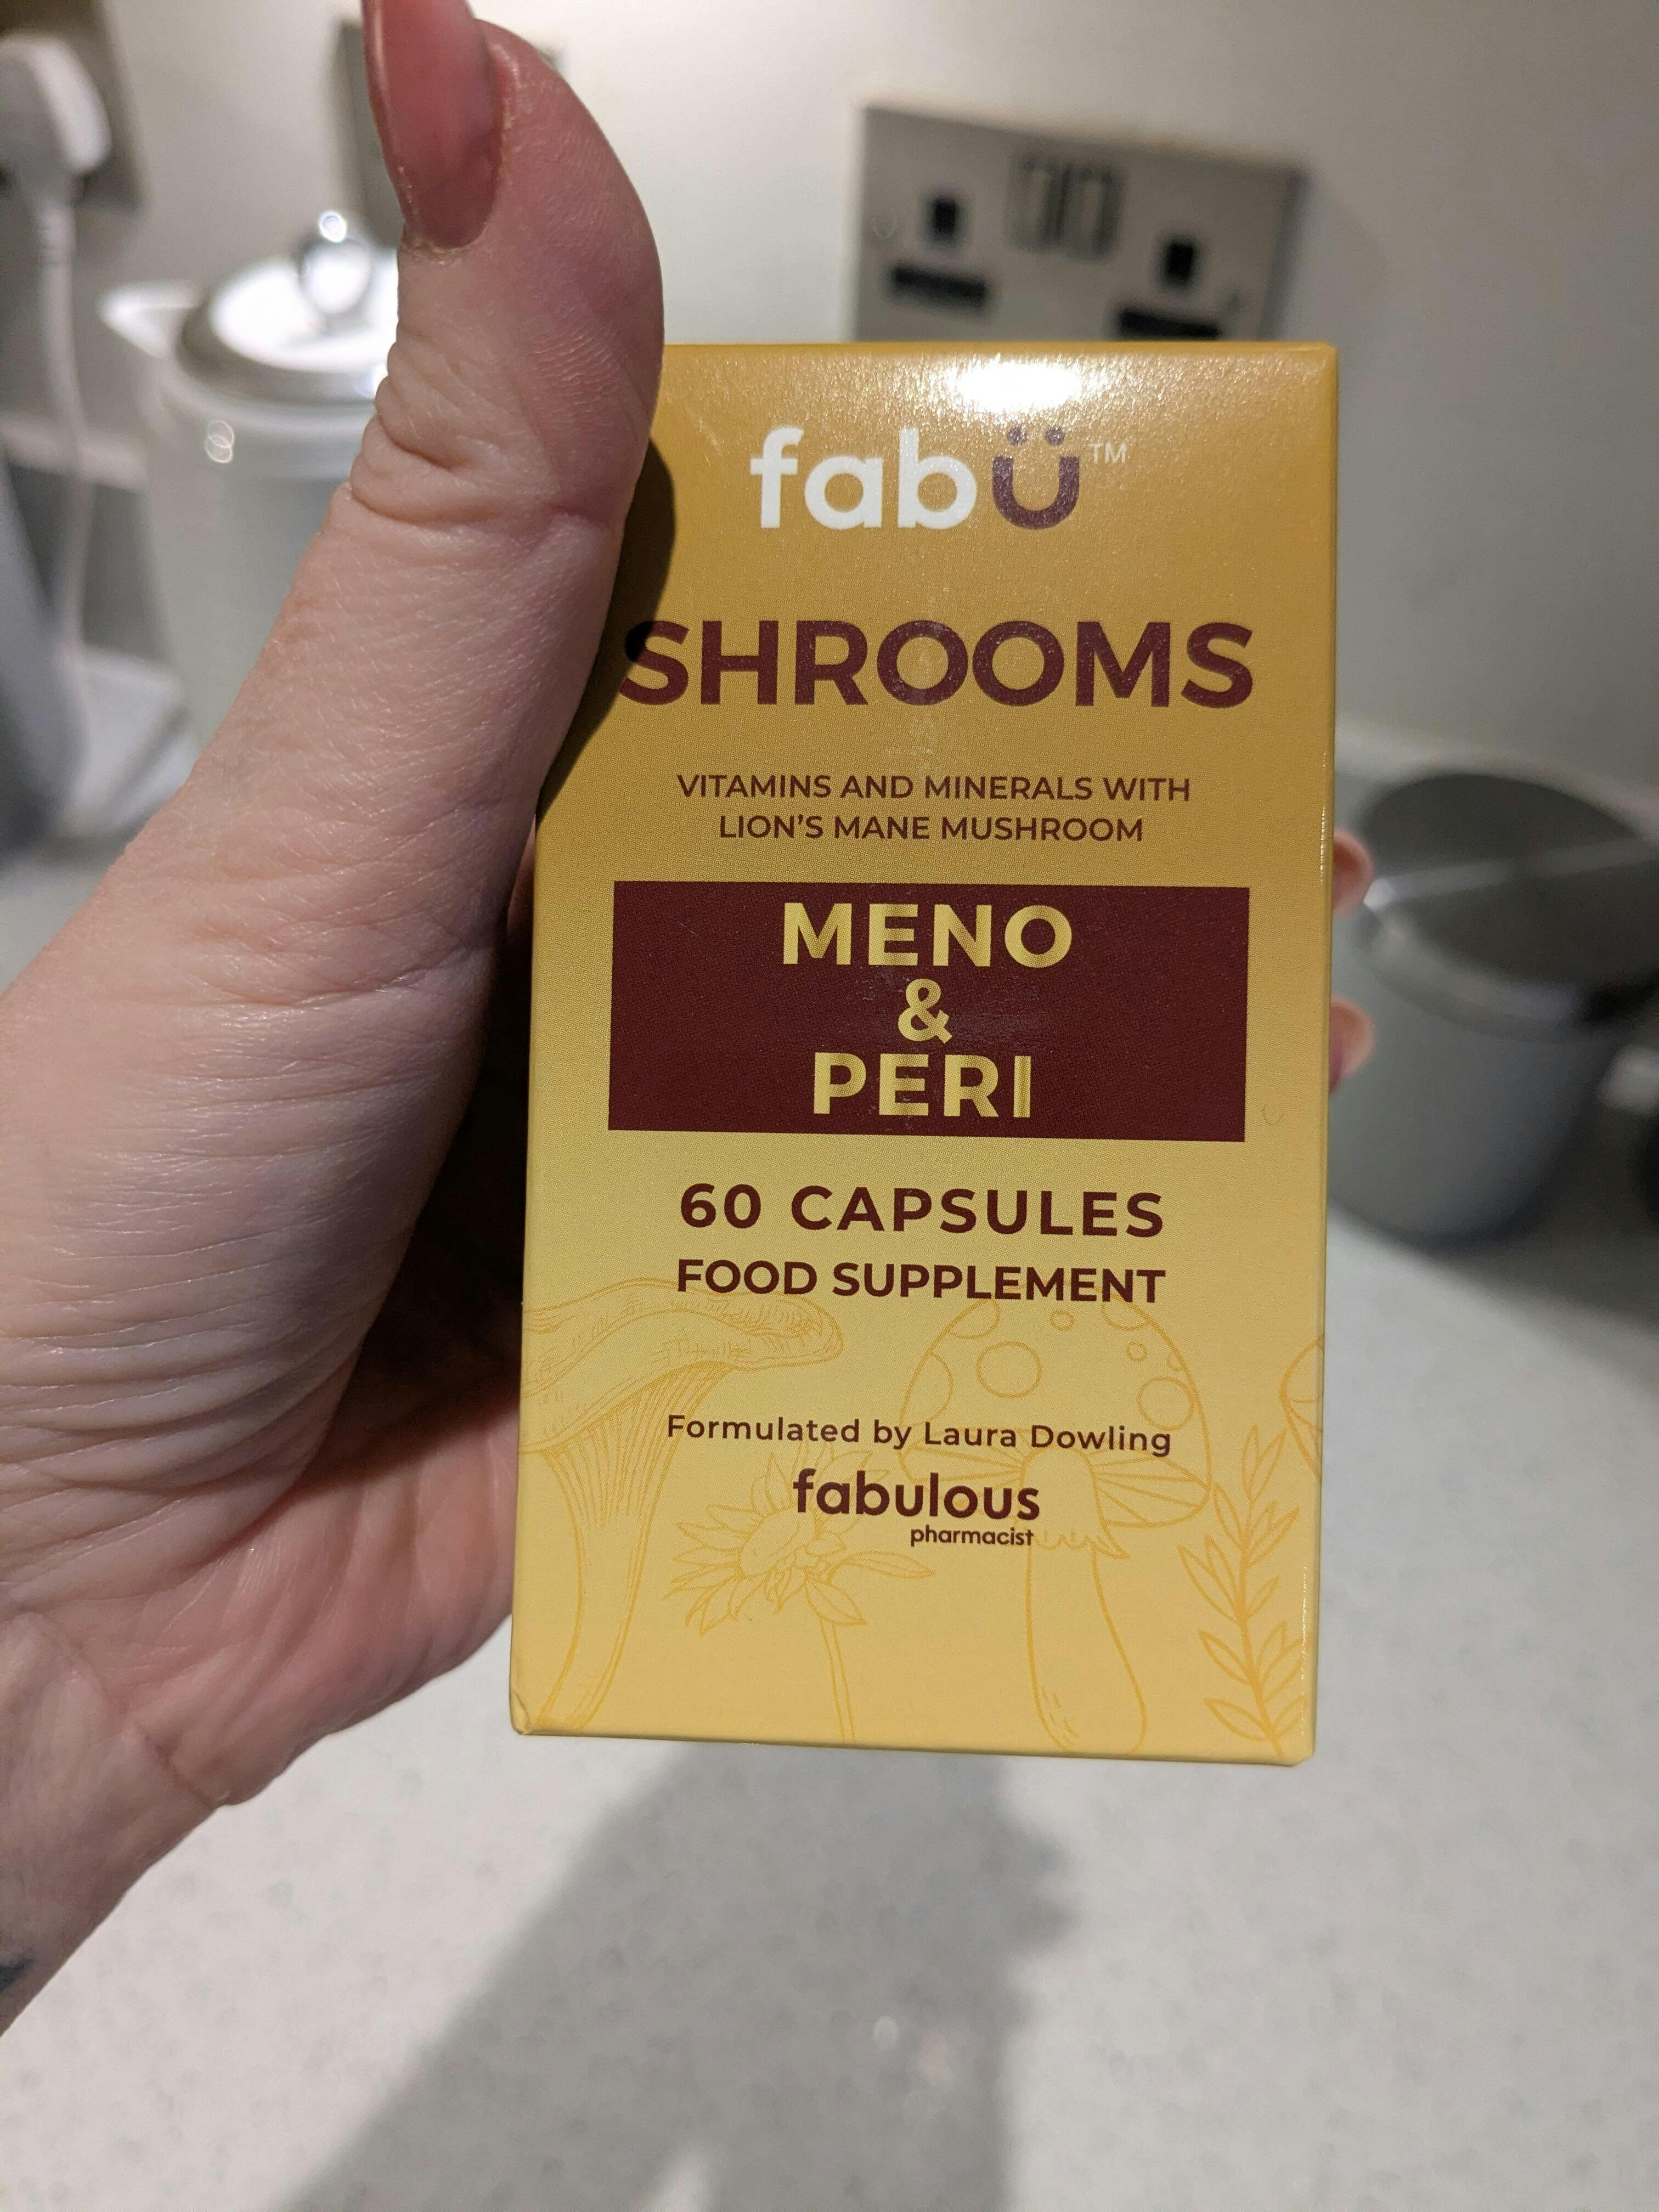 fabü™
SHROOMS
VITAMINS AND MINERALS WITH
LION'S MANE MUSHROOM
MENO
&
PERI
60 CAPSULES
FOOD SUPPLEMENT
Formulated by Laura Dowling
fabulous
pharmacist